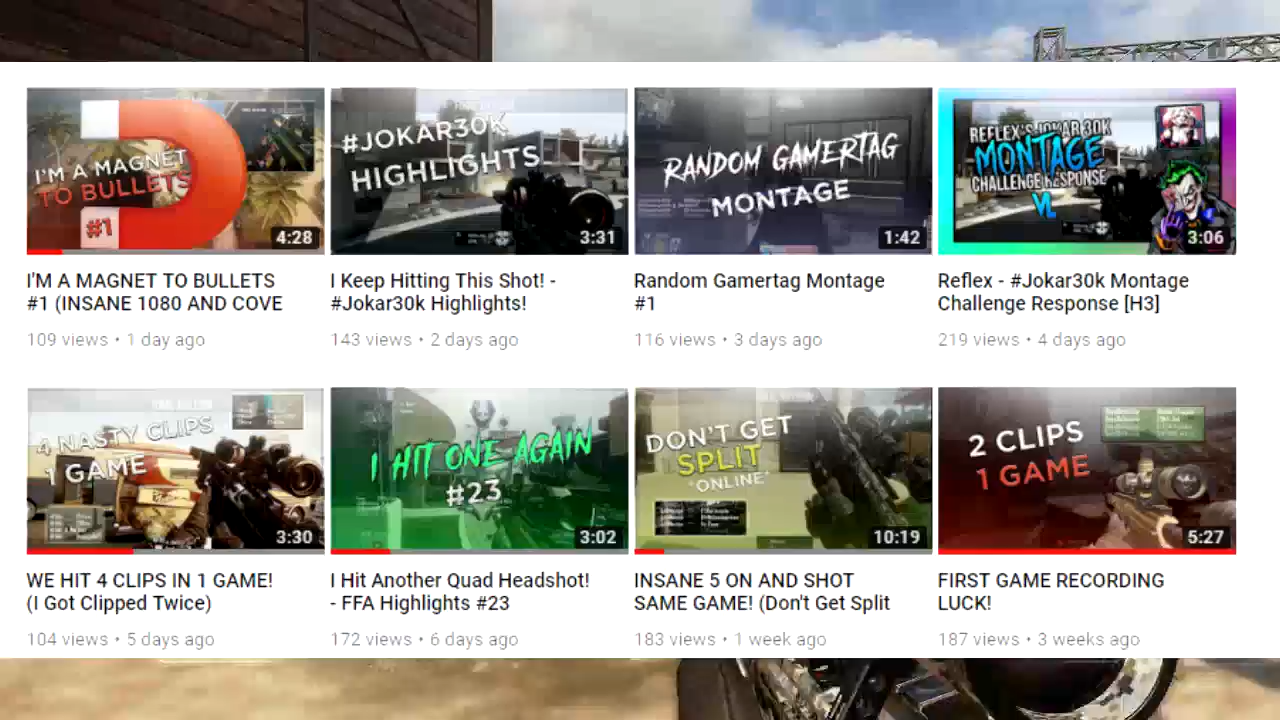 I'M A MAGNET
TO BULLETS
#1
4:28
#JOKAR30K
HIGHLIGHTS
3:31
RANDOM GAMERTAG
MONTAGE
1:42
REFLEX'S JOKAR 30K
MONTAGE
CHALLENGE RESPONSE
3:06
I'M A MAGNET TO BULLETS
#1 (INSANE 1080 AND COVE
109 views • 1 day ago
I Keep Hitting This Shot! -
#Jokar30k Highlights!
143 views • 2 days ago
Random Gamertag Montage
#1
116 views • 3 days ago
Reflex - #Jokar30k Montage
Challenge Response [H3]
219 views • 4 days ago
4 NASTY CLIPS
1 GAME
3:30
I HIT ONE AGAIN
#23
3:02
DON'T GET
SPLIT
*ONLINE*
10:19
2 CLIPS
1 GAME
5:27
WE HIT 4 CLIPS IN 1 GAME!
(I Got Clipped Twice)
104 views • 5 days ago
I Hit Another Quad Headshot!
- FFA Highlights #23
172 views • 6 days ago
INSANE 5 ON AND SHOT
SAME GAME! (Don't Get Split
183 views • 1 week ago
FIRST GAME RECORDING
LUCK!
187 views • 3 weeks ago